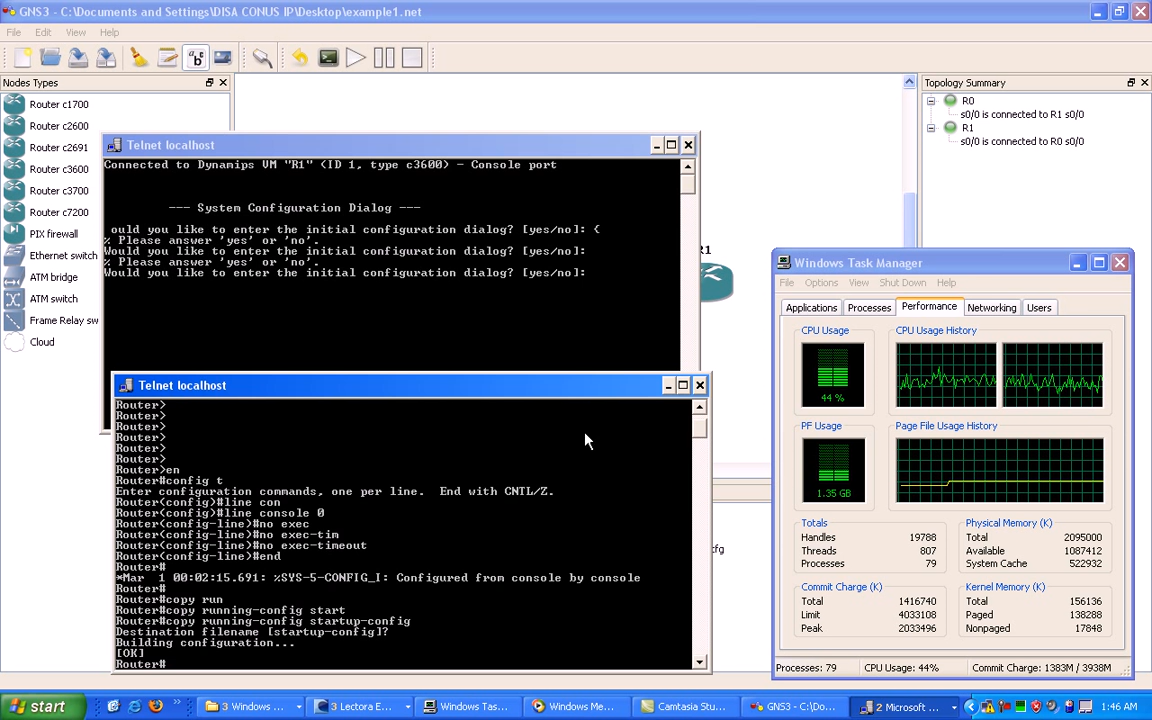 GNS3 - C:\Documents and Settings\DISA CONUS IP\Desktop\example1.net
File Edit View Help
Nodes Types
Router c1700
Router c2600
Router c2691
Router c3600
Router c3700
Router c7200
PIX firewall
Ethernet switch
ATM bridge
ATM switch
Frame Relay sw
Cloud
Telnet localhost
Connected to Dynamips VM "R1" (ID 1, type c3600) - Console port
--- System Configuration Dialog ---
ould you like to enter the initial configuration dialog? [yes/no]: (
% Please answer 'yes' or 'no'.
Would you like to enter the initial configuration dialog? [yes/no]:
% Please answer 'yes' or 'no'.
Would you like to enter the initial configuration dialog? [yes/no]:
R1
Telnet localhost
Router>
Router>
Router>
Router>
Router>
Router>
Router>en
Router#config t
Enter configuration commands, one per line.  End with CNTL/Z.
Router(config)#line con
Router(config)#line console 0
Router(config-line)#no exec
Router(config-line)#no exec-tim
Router(config-line)#no exec-timeout
Router(config-line)#end
Router#
*Mar  1 00:02:15.691: %SYS-5-CONFIG_I: Configured from console by console
Router#
Router#copy run
Router#copy running-config start
Router#copy running-config startup-config
Destination filename [startup-config]?
Building configuration...
[OK]
Router#
Topology Summary
R0
s0/0 is connected to R1 s0/0
R1
s0/0 is connected to R0 s0/0
Windows Task Manager
File Options View Shut Down Help
Applications Processes Performance Networking Users
CPU Usage CPU Usage History
44 %
PF Usage Page File Usage History
1.35 GB
Totals
Handles 19788
Threads 807
Processes 79
Physical Memory (K)
Total 2095000
Available 1087412
System Cache 522932
Commit Charge (K)
Total 1416740
Limit 4033108
Peak 2033496
Kernel Memory (K)
Total 156136
Paged 138288
Nonpaged 17848
Processes: 79 CPU Usage: 44% Commit Charge: 1383M / 3938M
start 3 Windows ... 3 Lectora E... Windows Tas... Windows Me... Camtasia Stu... GNS3 - C:\Do... 2 Microsoft ... 1:46 AM